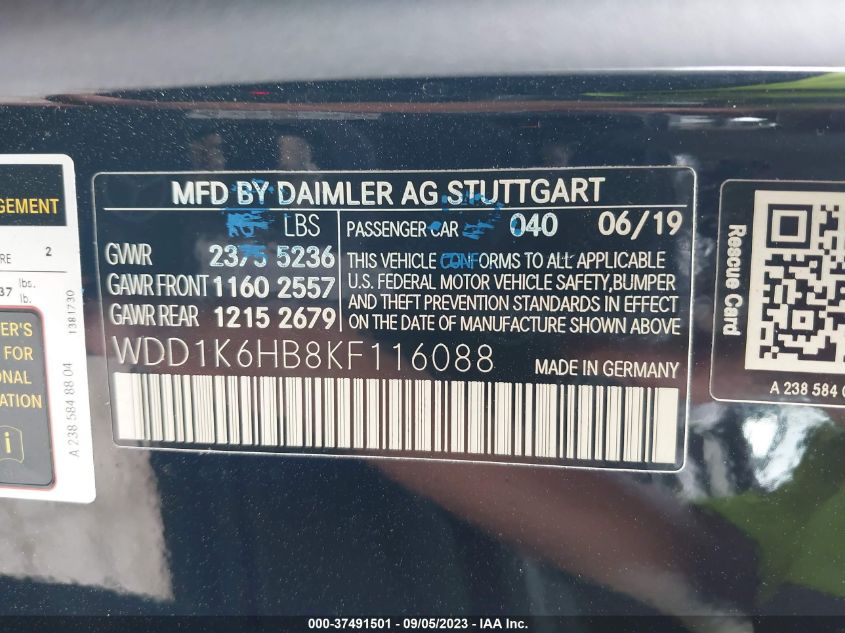 GEMENT
RE 2
37 lbs.
lb.
ER'S
FOR
ONAL
ATION
i
A 238 584 88 04 1381730
MFD BY DAIMLER AG STUTTGART
KG LBS
GVWR 2375 5236
GAWR FRONT 1160 2557
GAWR REAR 1215 2679
PASSENGER CAR 040 06/19
THIS VEHICLE CONFORMS TO ALL APPLICABLE
U.S. FEDERAL MOTOR VEHICLE SAFETY,BUMPER
AND THEFT PREVENTION STANDARDS IN EFFECT
ON THE DATE OF MANUFACTURE SHOWN ABOVE
WDD1K6HB8KF116088 MADE IN GERMANY
Rescue Card
A 238 584
000-37491501 - 09/05/2023 - IAA Inc.